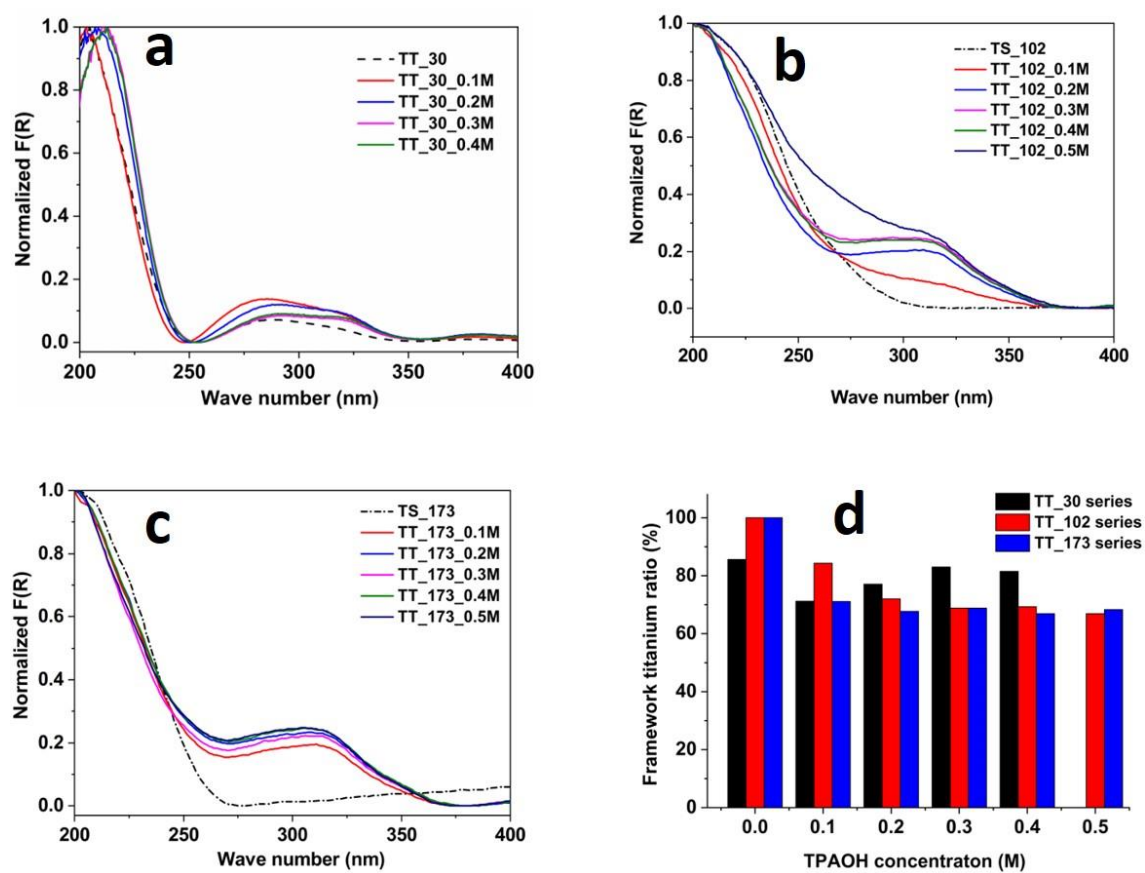 a
TT_30
TT_30_0.1M
TT_30_0.2M
TT_30_0.3M
TT_30_0.4M
Normalized F(R)
1.0
0.8
0.6
0.4
0.2
0.0
200 250 300 350 400
Wave number (nm)
b
TS_102
TT_102_0.1M
TT_102_0.2M
TT_102_0.3M
TT_102_0.4M
TT_102_0.5M
Normalized F(R)
1.0
0.8
0.6
0.4
0.2
0.0
200 250 300 350 400
Wave number (nm)
c
TS_173
TT_173_0.1M
TT_173_0.2M
TT_173_0.3M
TT_173_0.4M
TT_173_0.5M
Normalized F(R)
1.0
0.8
0.6
0.4
0.2
0.0
200 250 300 350 400
Wave number (nm)
d
TT_30 series
TT_102 series
TT_173 series
Framework titanium ratio (%)
100
80
60
40
20
0
0.0 0.1 0.2 0.3 0.4 0.5
TPAOH concentraton (M)